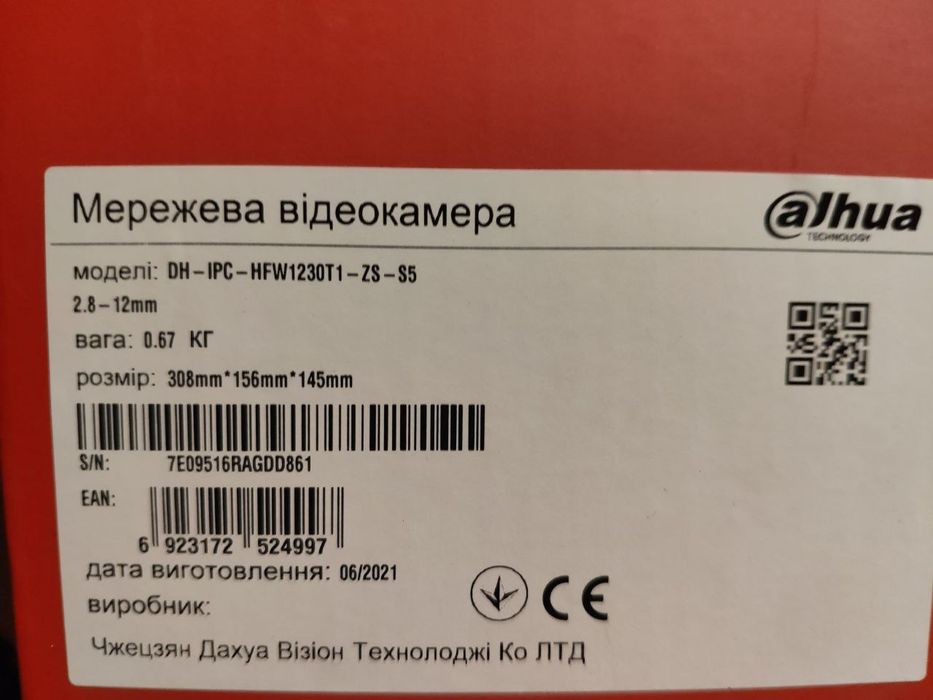 Мережева відеокамера
alhua
TECHNOLOGY
моделі: DH-IPC-HFW1230T1-ZS-S5
2.8-12mm
вага: 0.67 КГ
розмір: 308mm*156mm*145mm
S/N: 7E09516RAGDD861
EAN:
6 923172 524997
дата виготовлення: 06/2021
виробник:
CE
Чжецзян Дахуа Візіон Технолоджі Ко ЛТД